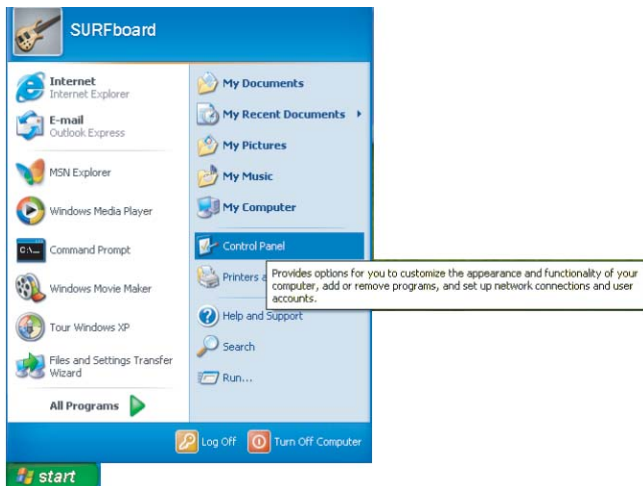 SURFboard
Internet
Internet Explorer
E-mail
Outlook Express
MSN Explorer
Windows Media Player
C:\_
Command Prompt
Windows Movie Maker
Tour Windows XP
Files and Settings Transfer
Wizard
All Programs
My Documents
My Recent Documents
My Pictures
My Music
My Computer
Control Panel
Printers a
Provides options for you to customize the appearance and functionality of your
computer, add or remove programs, and set up network connections and user
accounts.
Help and Support
Search
Run...
Log Off
Turn Off Computer
start